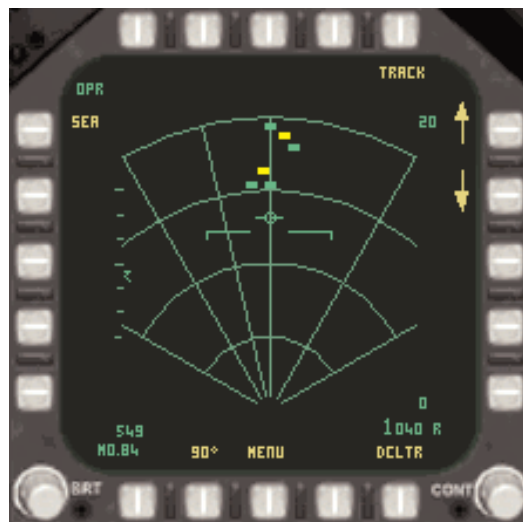 TRACK
OPR
SEA
20
0
549
1040 R
M0.84
90°
MENU
DCLTR
BRT
CONT